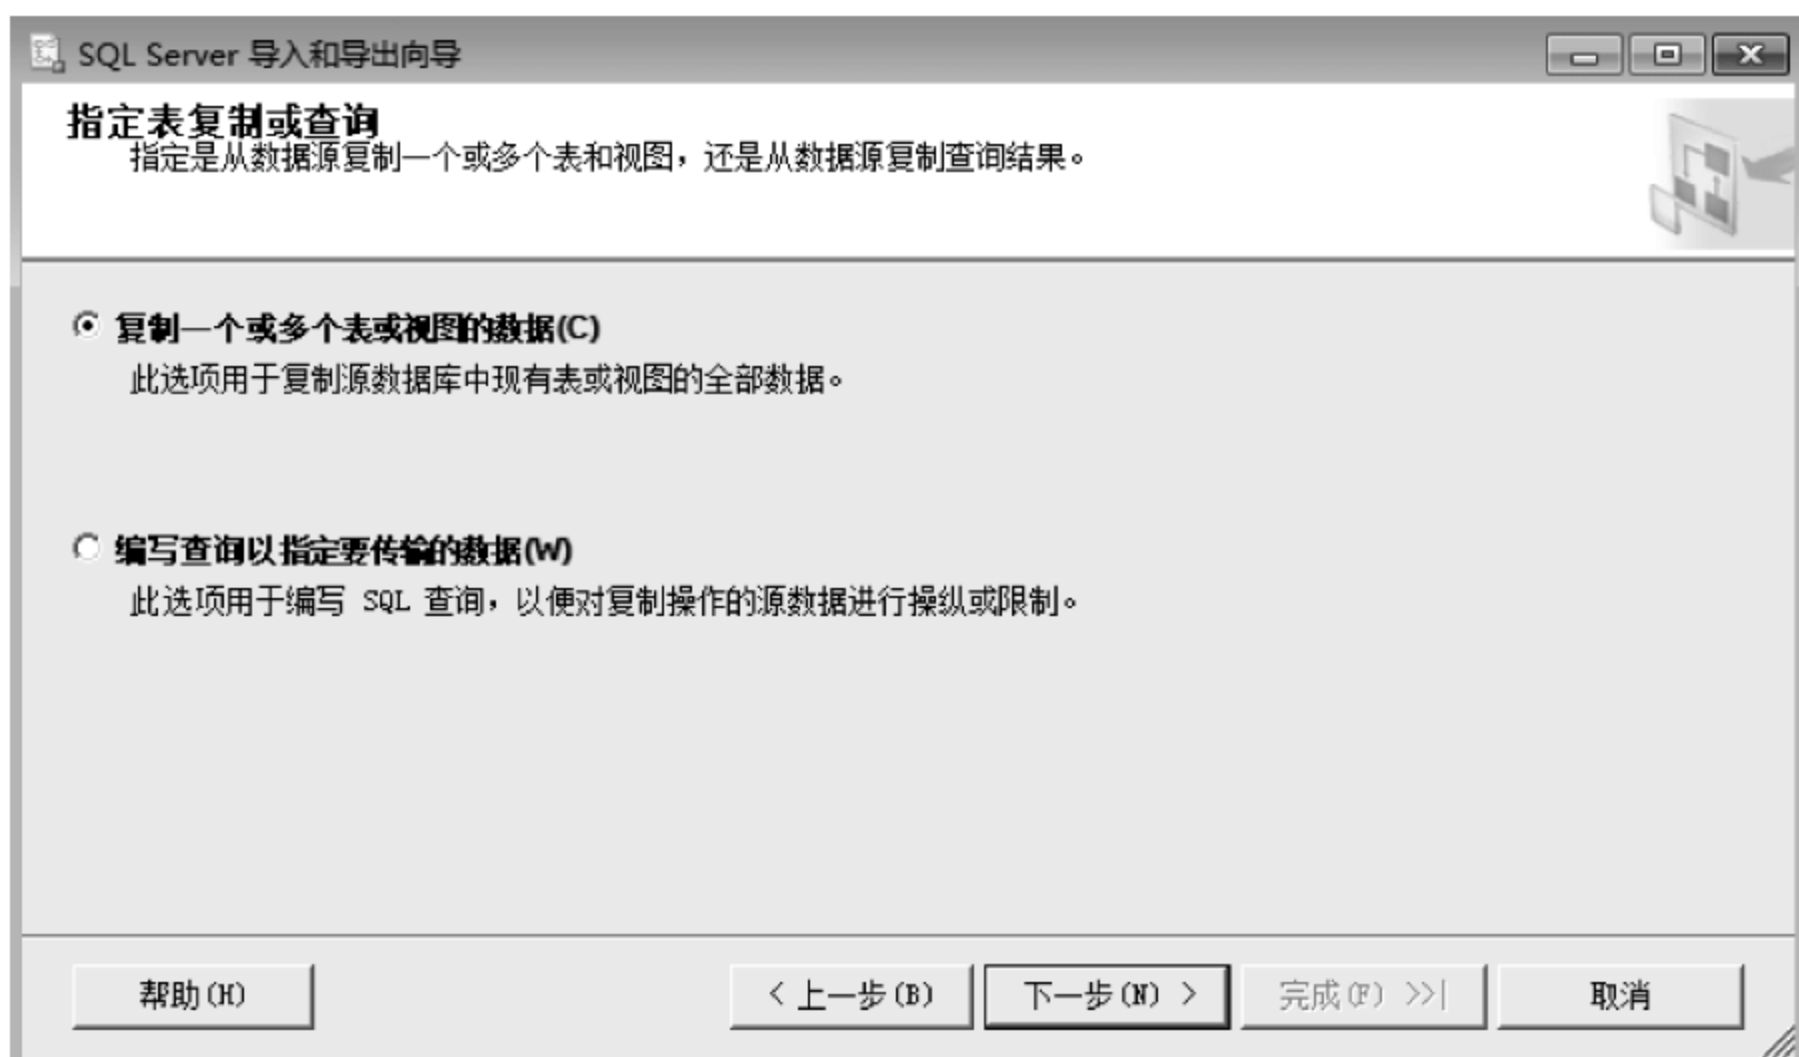 SQL Server 导入和导出向导
指定表复制或查询
指定是从数据源复制一个或多个表和视图，还是从数据源复制查询结果。
复制一个或多个表或视图的数据(C)
此选项用于复制源数据库中现有表或视图的全部数据。
编写查询以指定要传输的数据(W)
此选项用于编写 SQL 查询，以便对复制操作的源数据进行操纵或限制。
帮助(H) < 上一步(B) 下一步(N) > 完成(F) >>| 取消